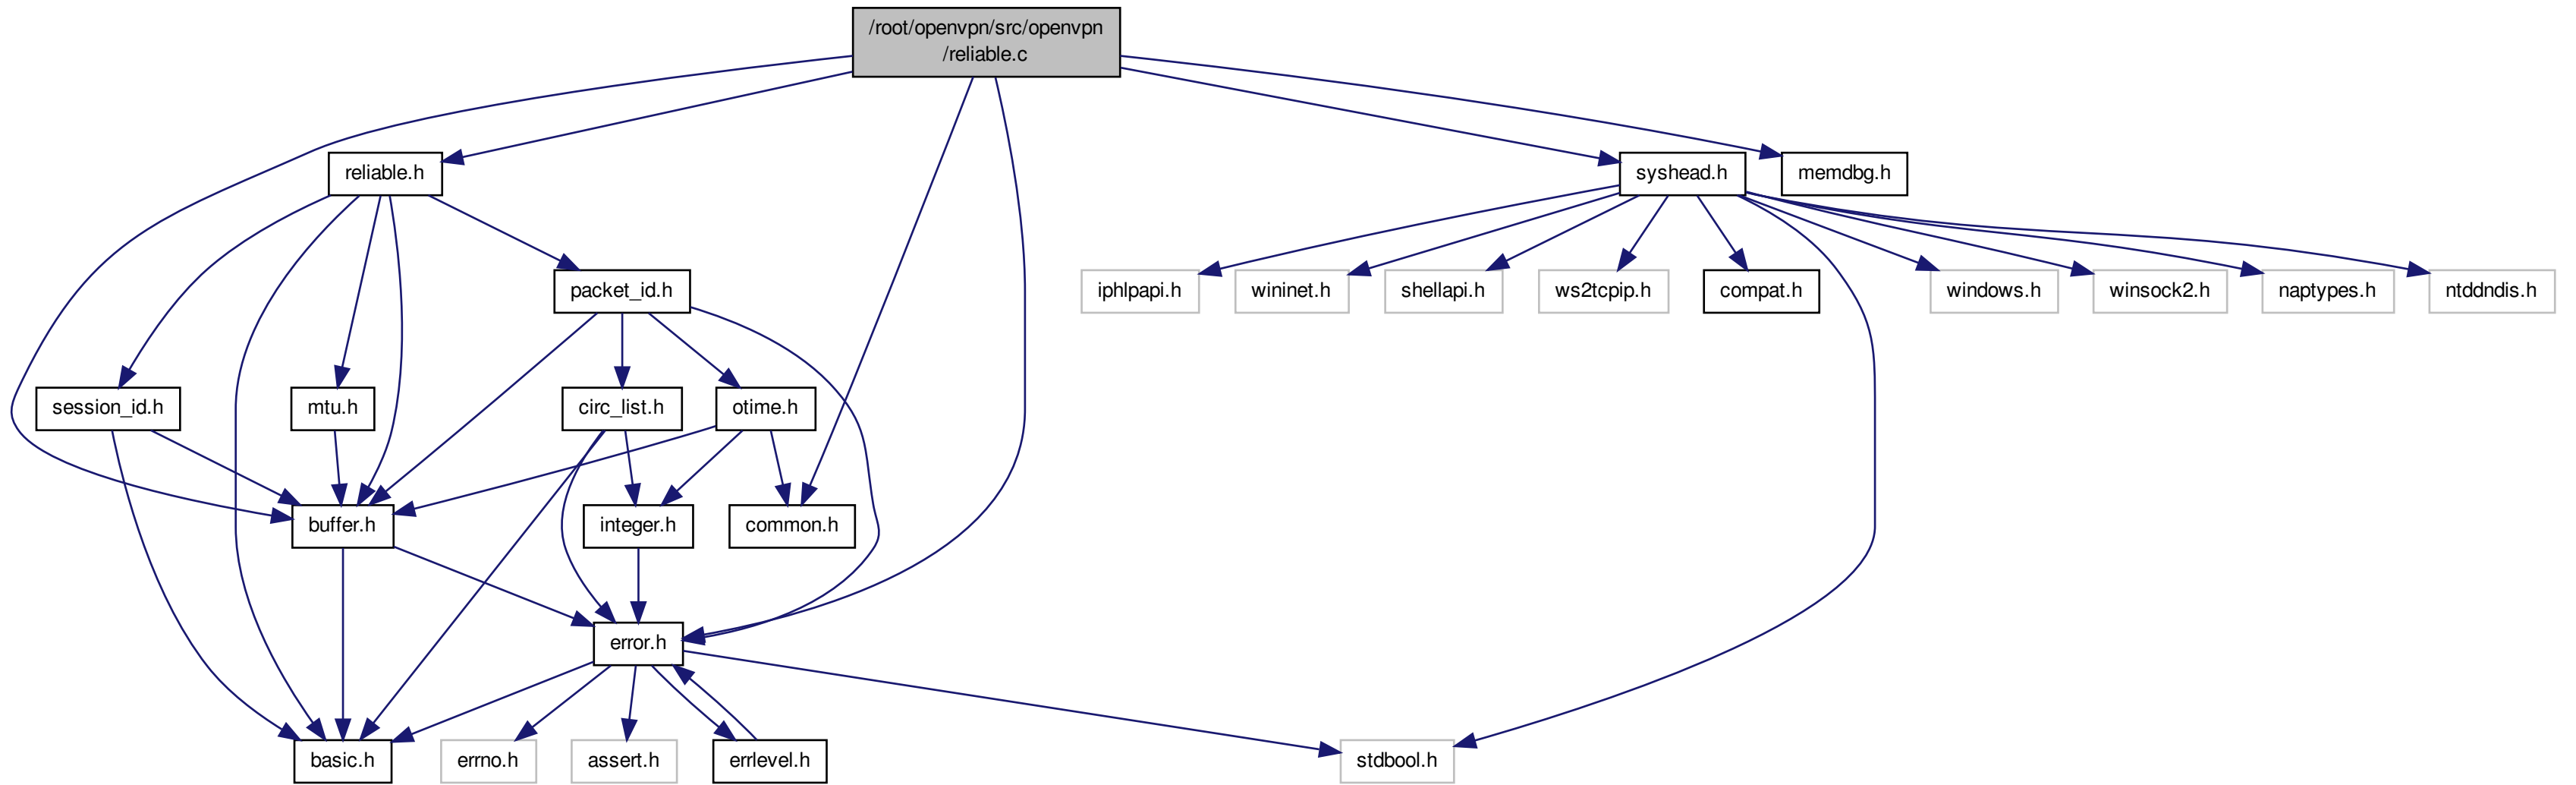 /root/openvpn/src/openvpn
/reliable.c
reliable.h
syshead.h
memdbg.h
packet_id.h
iphlpapi.h
wininet.h
shellapi.h
ws2tcpip.h
compat.h
windows.h
winsock2.h
naptypes.h
ntddndis.h
session_id.h
mtu.h
circ_list.h
otime.h
buffer.h
integer.h
common.h
error.h
basic.h
errno.h
assert.h
errlevel.h
stdbool.h